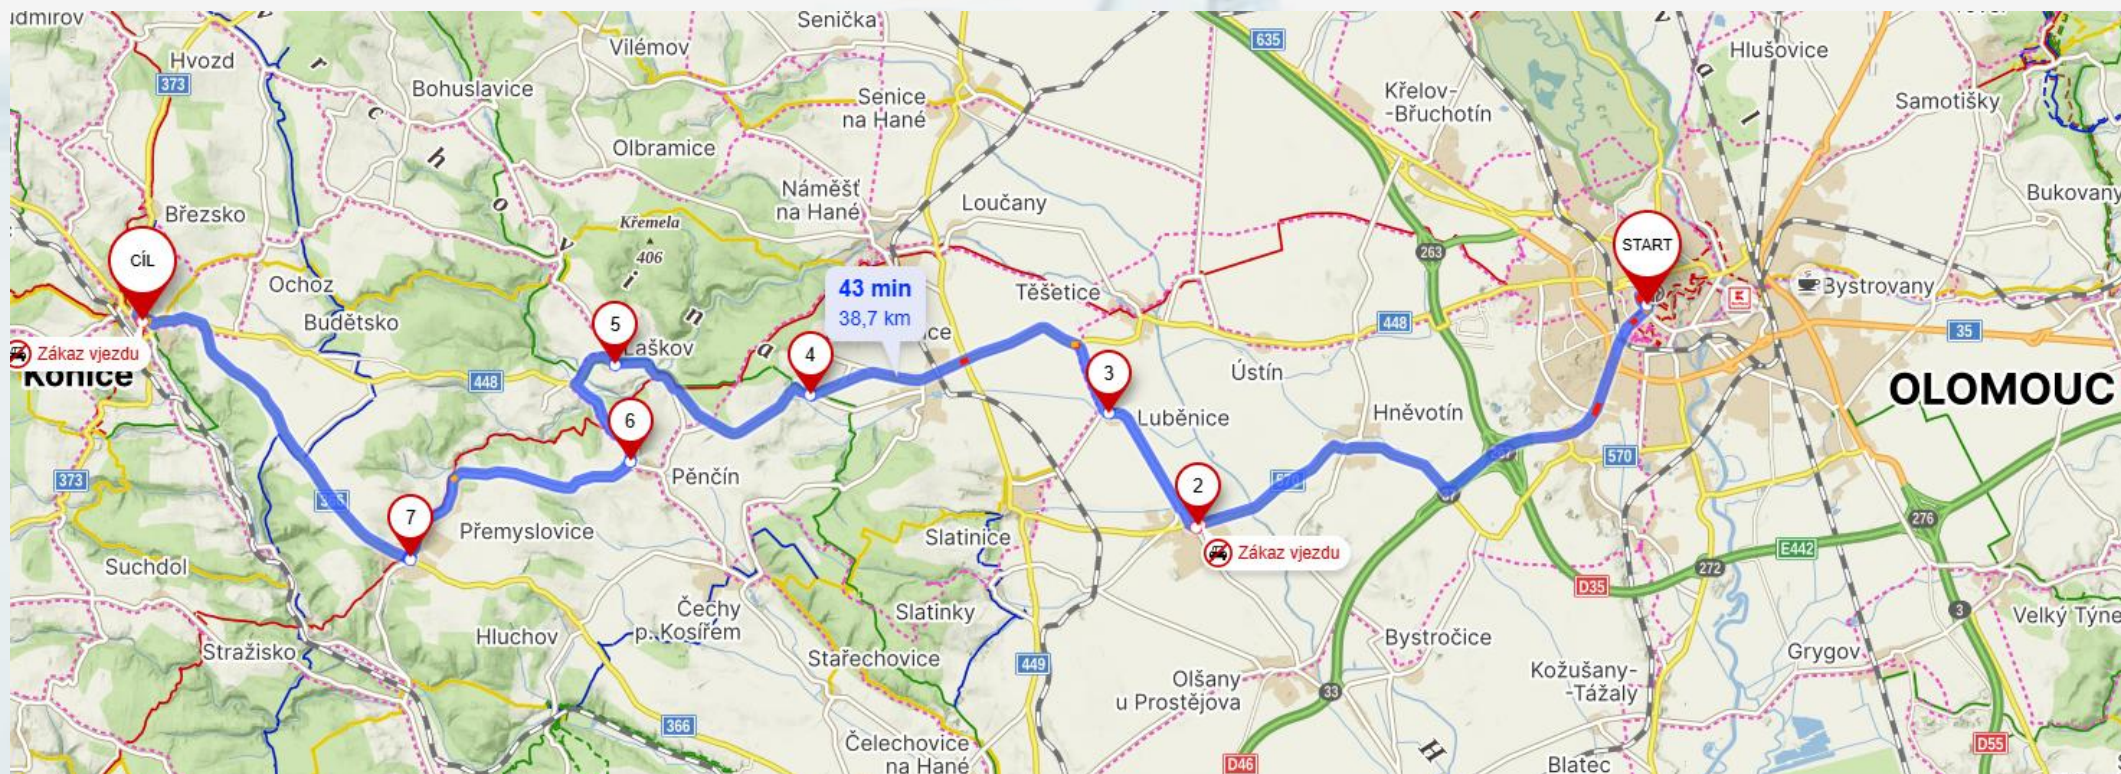 Senička
Vilémov
635
Hlušovice
Hvozd
373
Bohuslavice
Senice
na Hané
Křelov-
-Břuchotín
Samotišky
v r c h o v i n a
Olbramice
Náměšť
na Hané
Loučany
Bukovany
Březsko
Křemela
406
263
START
CÍL
Ochoz
43 min
38,7 km
Těšetice
Bystrovany
Budětsko
5
448
35
Laškov
Zákaz vjezdu
Konice
448
4
3
Ústín
OLOMOUC
6
Luběnice
Hněvotín
570
373
Pěnčín
2
570
37
7
Přemyslovice
Slatinice
Zákaz vjezdu
276
E442
Suchdol
272
D35
Čechy
p. Kosířem
Slatinky
3
Velký Týne
Stražisko
Hluchov
Stařechovice
449
Bystročice
Grygov
Olšany
u Prostějova
33
Kožušany-
-Tážaly
366
H
Čelechovice
na Hané
D46
Blatec
D55